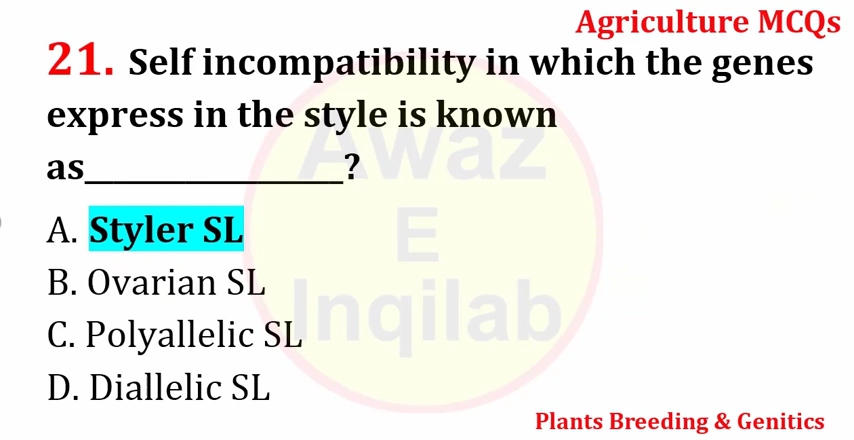 Agriculture MCQs
21. Self incompatibility in which the genes
express in the style is known
as__________________?
A. Styler SL
B. Ovarian SL
C. Polyallelic SL
D. Diallelic SL
Awaz
E
Inqilab
Plants Breeding & Genitics